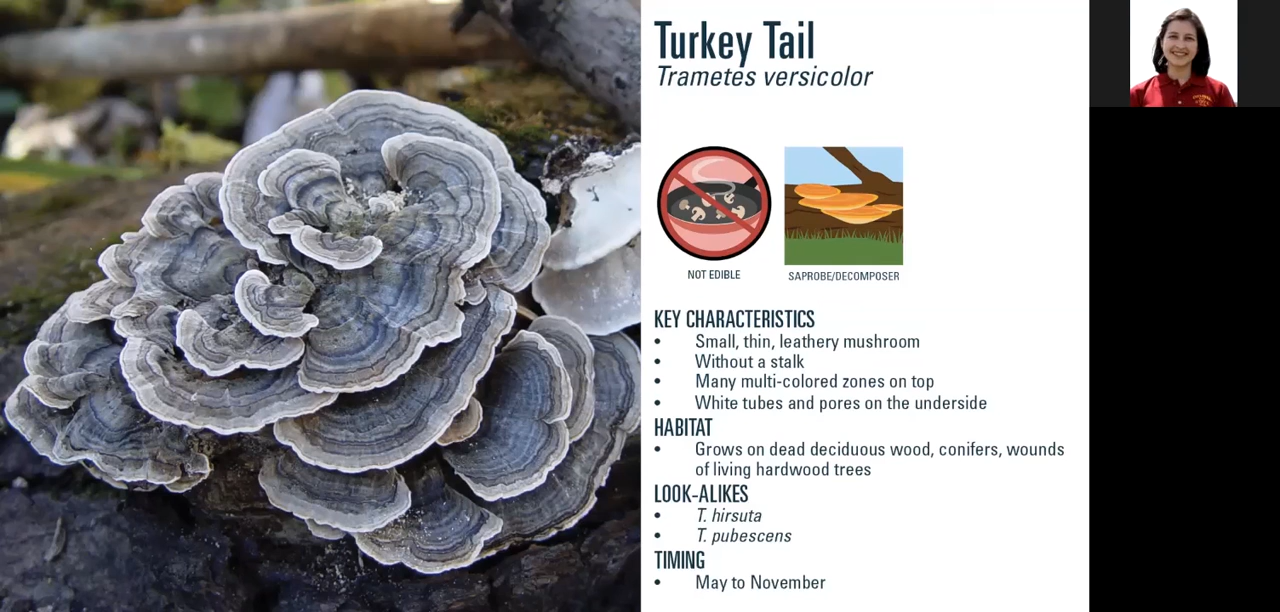 Turkey Tail
Trametes versicolor
NOT EDIBLE
SAPROBE/DECOMPOSER
KEY CHARACTERISTICS
• Small, thin, leathery mushroom
• Without a stalk
• Many multi-colored zones on top
• White tubes and pores on the underside
HABITAT
• Grows on dead deciduous wood, conifers, wounds
of living hardwood trees
LOOK-ALIKES
• T. hirsuta
• T. pubescens
TIMING
• May to November